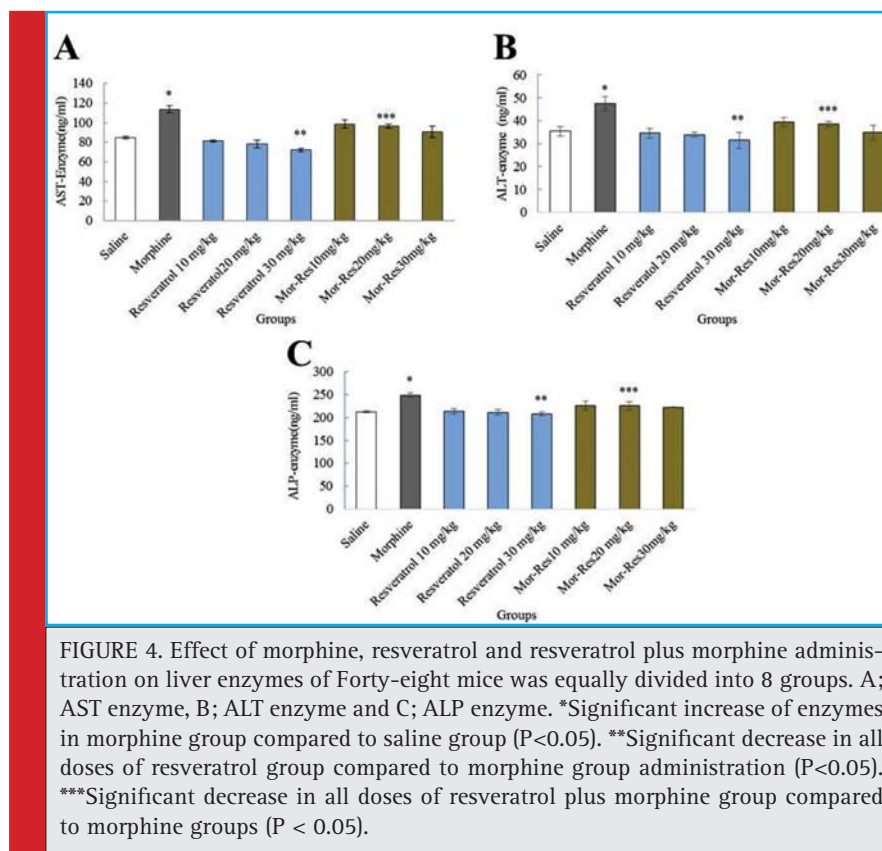 A
B
AST-Enzyme(ng/ml)
140
120
100
80
60
40
20
0
*
**
***
Saline
Morphine
Resveratrol 10 mg/kg
Resveratol20 mg/kg
Resveratrol 30 mg/kg
Mor-Res10mg/kg
Mor-Res20mg/kg
Mor-Res30mg/kg
Groups
ALT-enzyme (ng/ml)
60
50
40
30
20
10
0
*
**
***
Saline
Morphine
Resveratrol 10 mg/kg
Resveratol 20 mg/kg
Resveratrol 30 mg/kg
Mor-Res10mg/kg
Mor-Res20mg/kg
Mor-Res30mg/kg
Groups
C
ALP-enzyme(ng/ml)
300
250
200
150
100
50
0
*
**
***
Saline
Morphine
Resveratrol 10 mg/kg
Resveratol 20 mg/kg
Resveratrol 30 mg/kg
Mor-Res10 mg/kg
Mor-Res20 mg/kg
Mor-Res30mg/kg
Groups
FIGURE 4. Effect of morphine, resveratrol and resveratrol plus morphine adminis-
tration on liver enzymes of Forty-eight mice was equally divided into 8 groups. A;
AST enzyme, B; ALT enzyme and C; ALP enzyme. *Significant increase of enzymes
in morphine group compared to saline group (P<0.05). **Significant decrease in all
doses of resveratrol group compared to morphine group administration (P<0.05).
***Significant decrease in all doses of resveratrol plus morphine group compared
to morphine groups (P < 0.05).